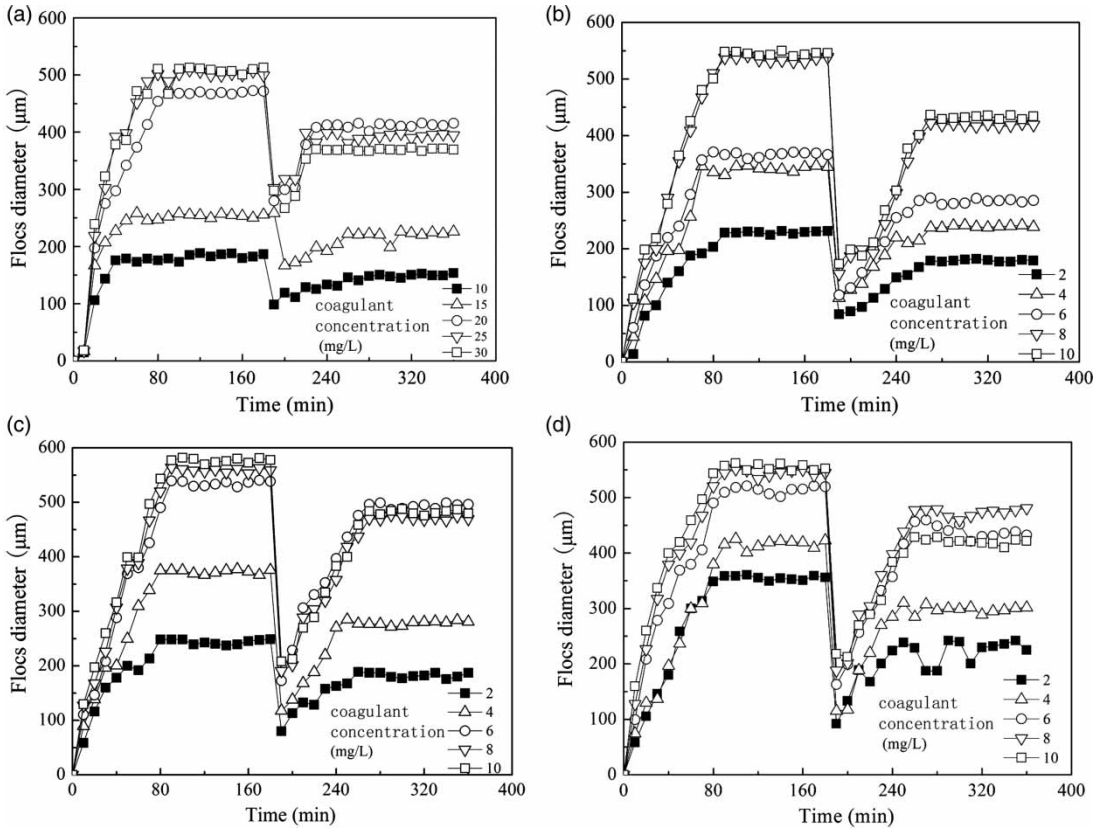 (a)
600
500
400
300
200
100
0
Flocs diameter (μm)
0 80 160 240 320 400
Time (min)
coagulant
concentration
(mg/L)
10
15
20
25
30
(b)
600
500
400
300
200
100
0
Flocs diameter (μm)
0 80 160 240 320 400
Time (min)
coagulant
concentration
(mg/L)
2
4
6
8
10
(c)
600
500
400
300
200
100
0
Flocs diameter (μm)
0 80 160 240 320 400
Time (min)
coagulant
concentration
(mg/L)
2
4
6
8
10
(d)
600
500
400
300
200
100
0
Flocs diameter (μm)
0 80 160 240 320 400
Time (min)
coagulant
concentration
(mg/L)
2
4
6
8
10